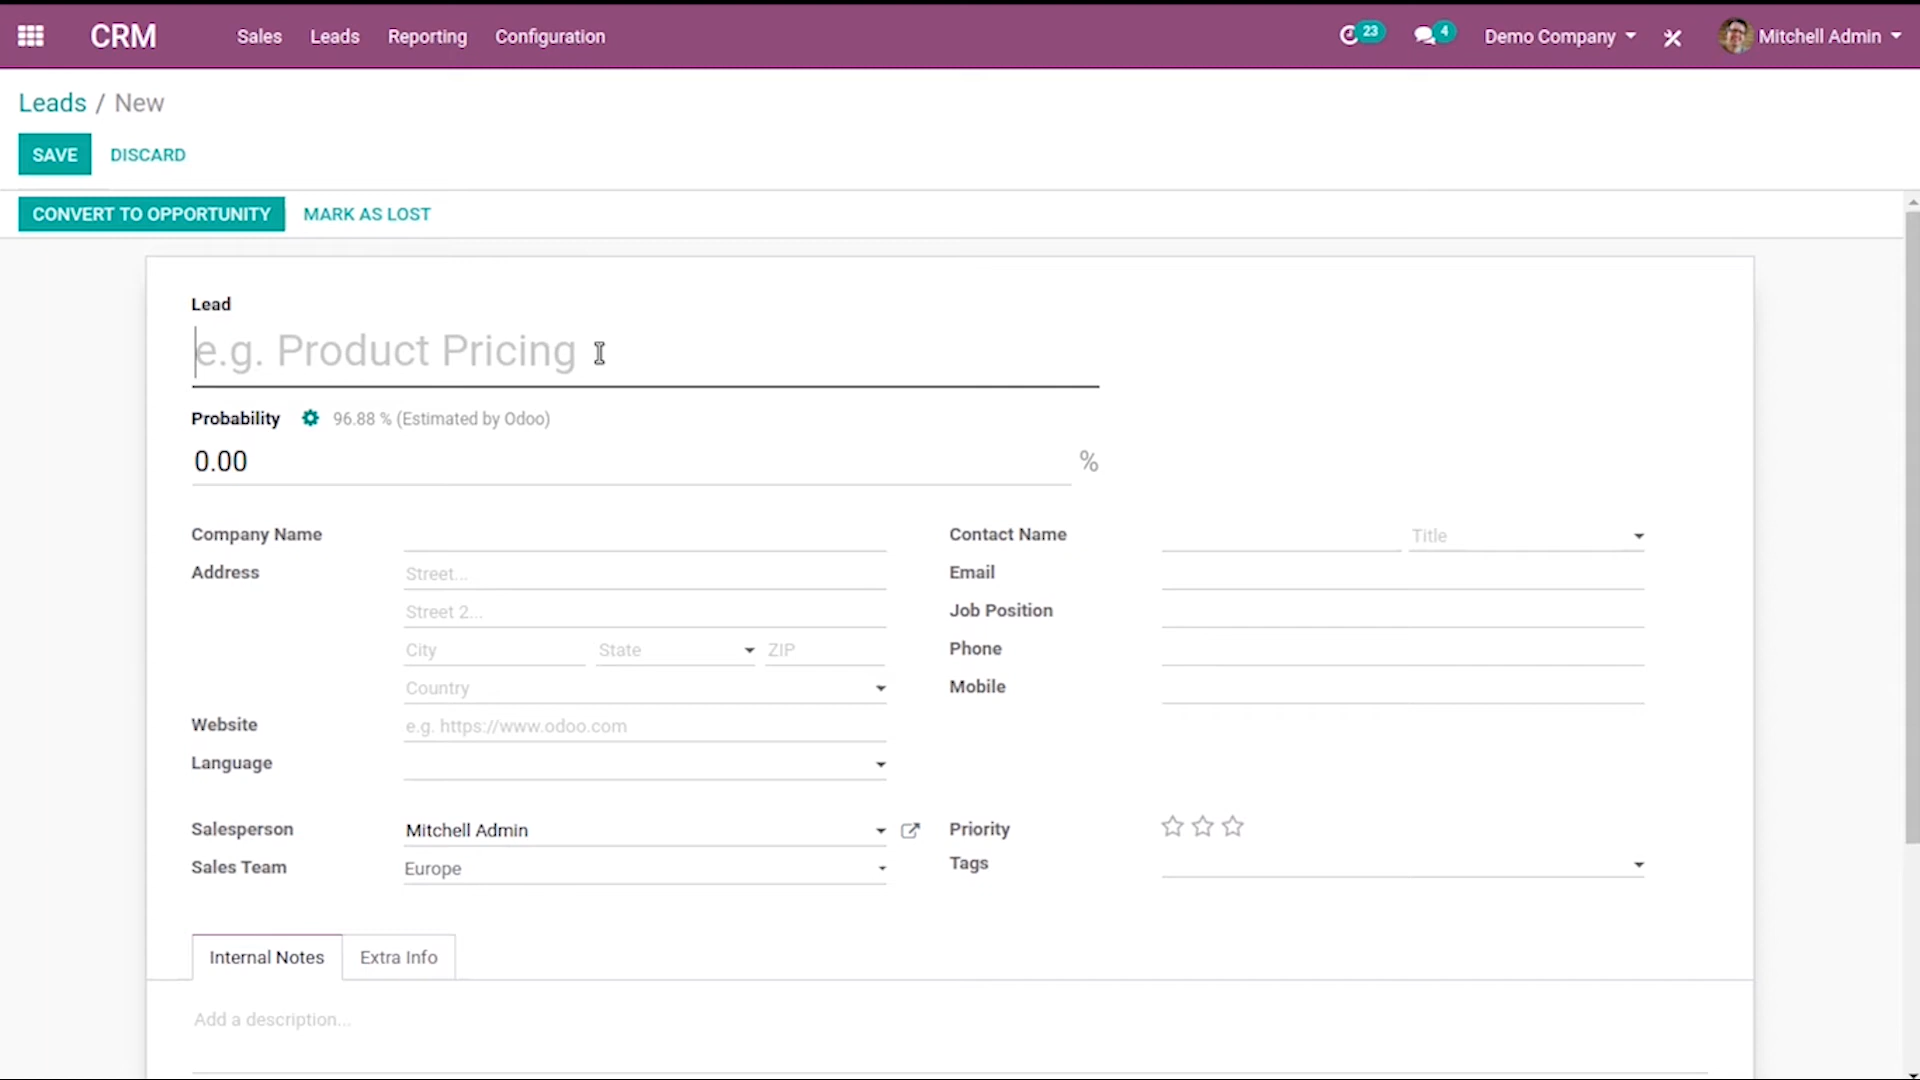 CRM Sales Leads Reporting Configuration 23 4 Demo Company Mitchell Admin
Leads / New
SAVE DISCARD
CONVERT TO OPPORTUNITY MARK AS LOST
Lead
e.g. Product Pricing
Probability 96.88 % (Estimated by Odoo)
0.00 %
Company Name
Address Street...
Street 2...
City State ZIP
Country
Website e.g. https://www.odoo.com
Language
Contact Name Title
Email
Job Position
Phone
Mobile
Salesperson Mitchell Admin
Sales Team Europe
Priority
Tags
Internal Notes Extra Info
Add a description...